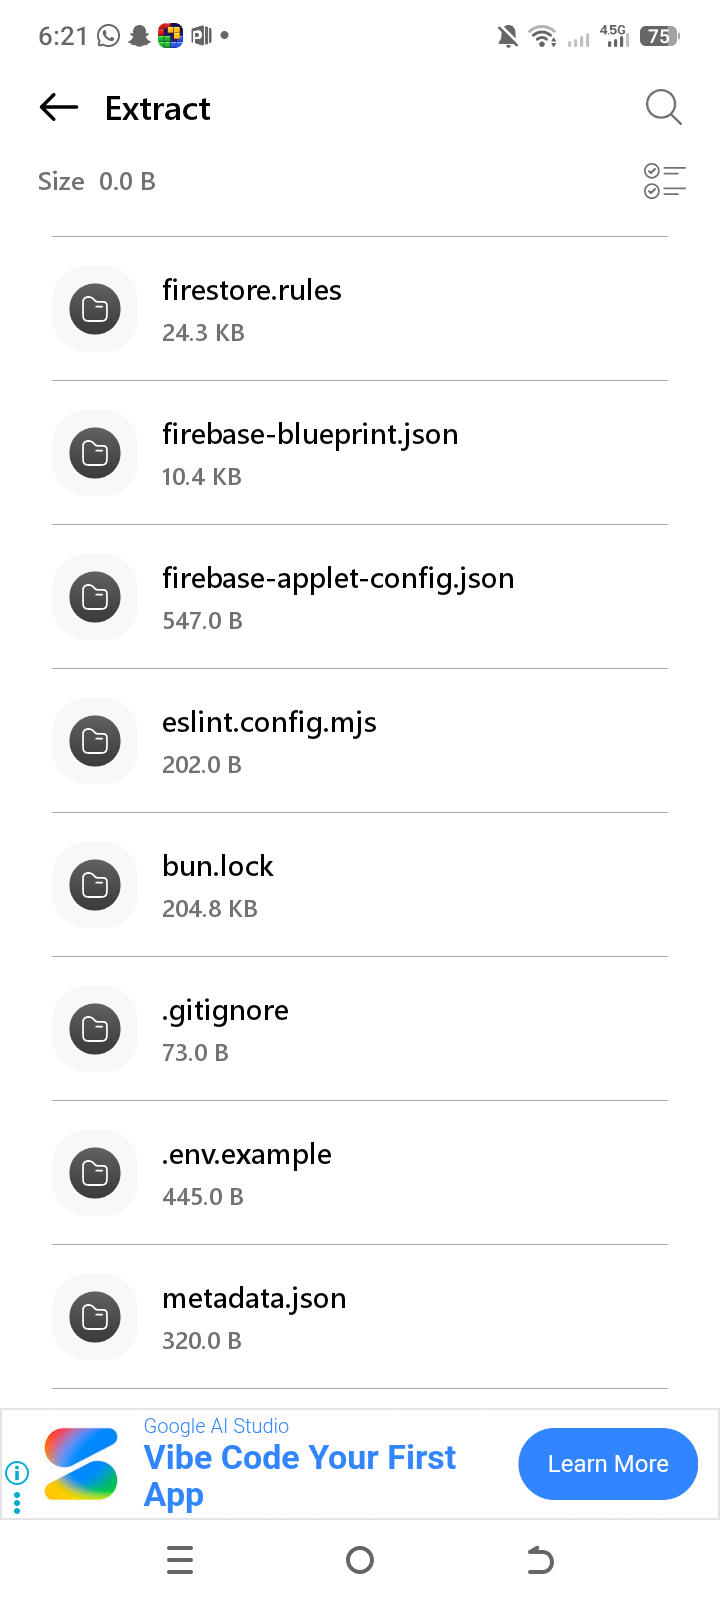 6:21
4.5G
75
Extract
Size 0.0 B
firestore.rules
24.3 KB
firebase-blueprint.json
10.4 KB
firebase-applet-config.json
547.0 B
eslint.config.mjs
202.0 B
bun.lock
204.8 KB
.gitignore
73.0 B
.env.example
445.0 B
metadata.json
320.0 B
Google AI Studio
Vibe Code Your First
App
Learn More